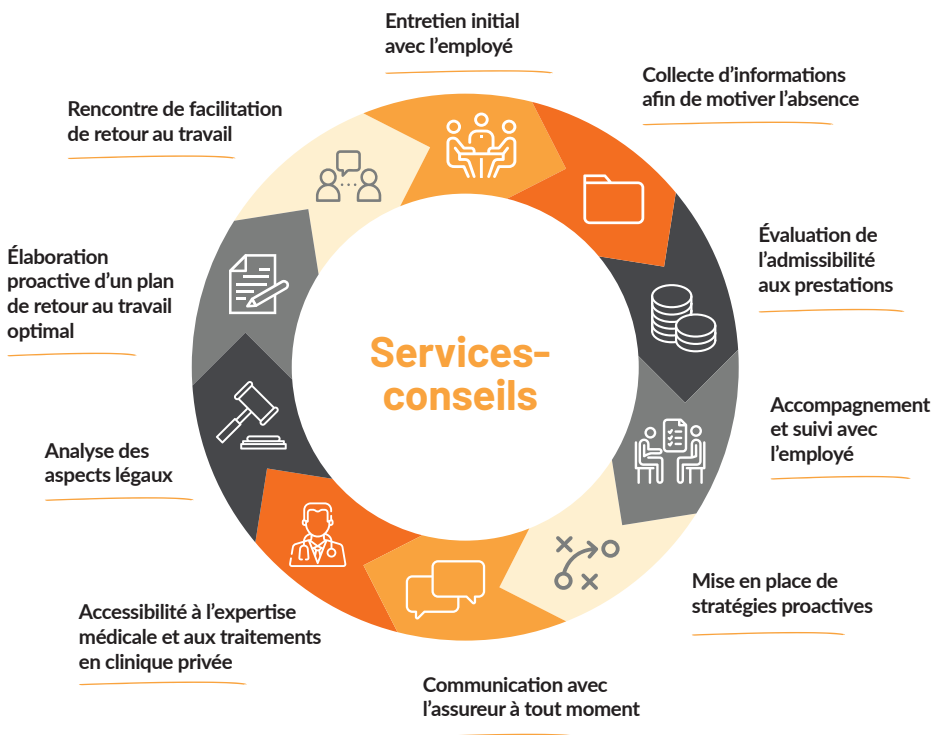 Entretien initial
avec l'employé
Collecte d'informations
afin de motiver l'absence
Évaluation de
l'admissibilité
aux prestations
Accompagnement
et suivi avec
l'employé
Mise en place de
stratégies proactives
Communication avec
l'assureur à tout moment
Accessibilité à l'expertise
médicale et aux traitements
en clinique privée
Analyse des
aspects légaux
Élaboration
proactive d'un plan
de retour au travail
optimal
Rencontre de facilitation
de retour au travail
Services-
conseils